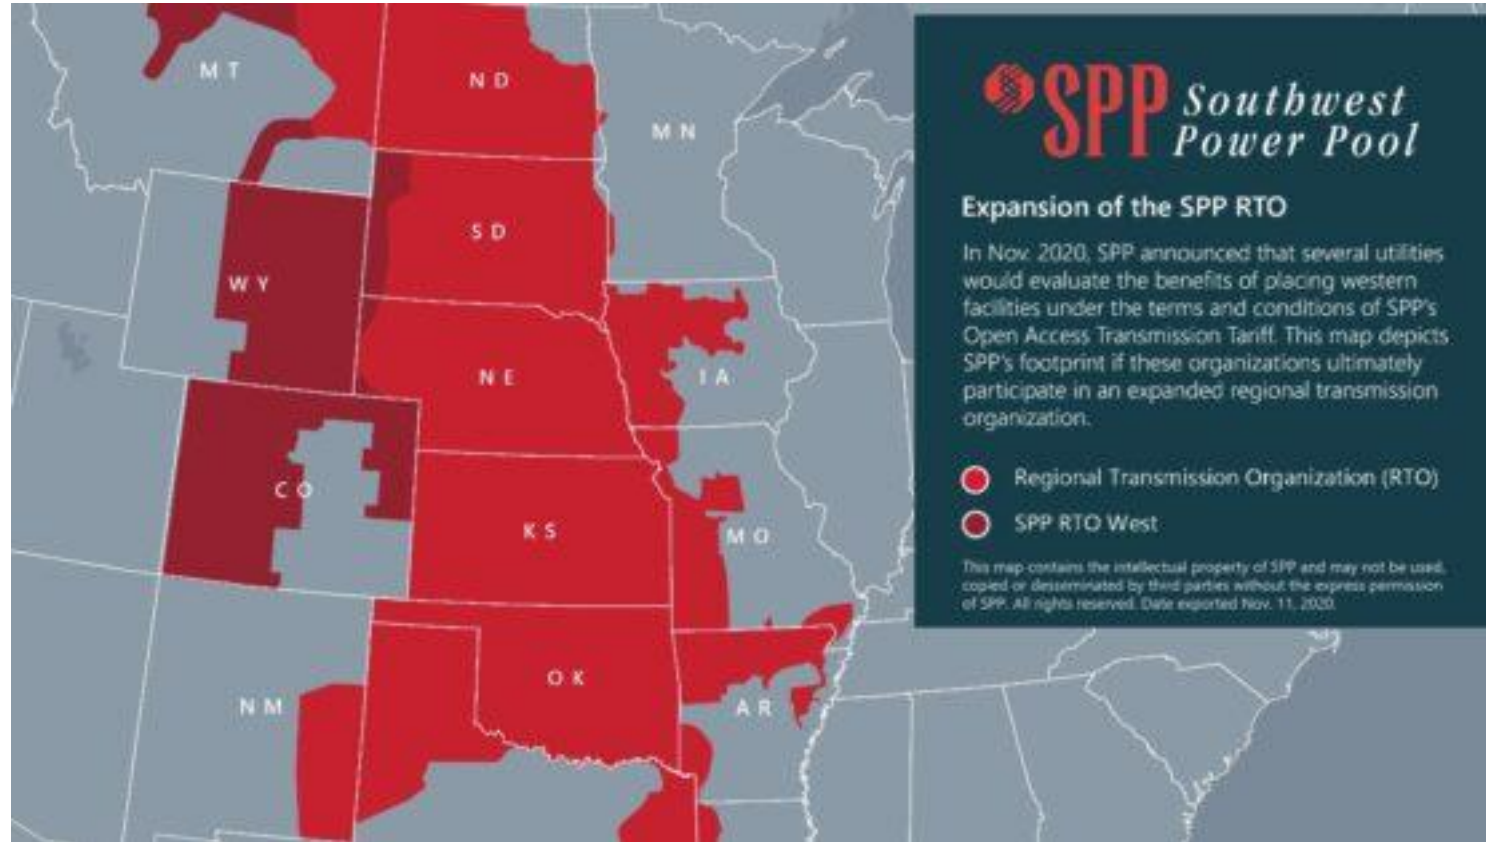 MT
ND
MN
SD
WY
NE
IA
CO
KS
MO
OK
NM
AR
SPP Southwest
Power Pool
Expansion of the SPP RTO
In Nov. 2020, SPP announced that several utilities
would evaluate the benefits of placing western
facilities under the terms and conditions of SPP's
Open Access Transmission Tariff. This map depicts
SPP's footprint if these organizations ultimately
participate in an expanded regional transmission
organization.
Regional Transmission Organization (RTO)
SPP RTO West
This map contains the intellectual property of SPP and may not be used,
copied or desseminated by third parties without the express permission
of SPP. All rights reserved. Date exported Nov. 11, 2020.